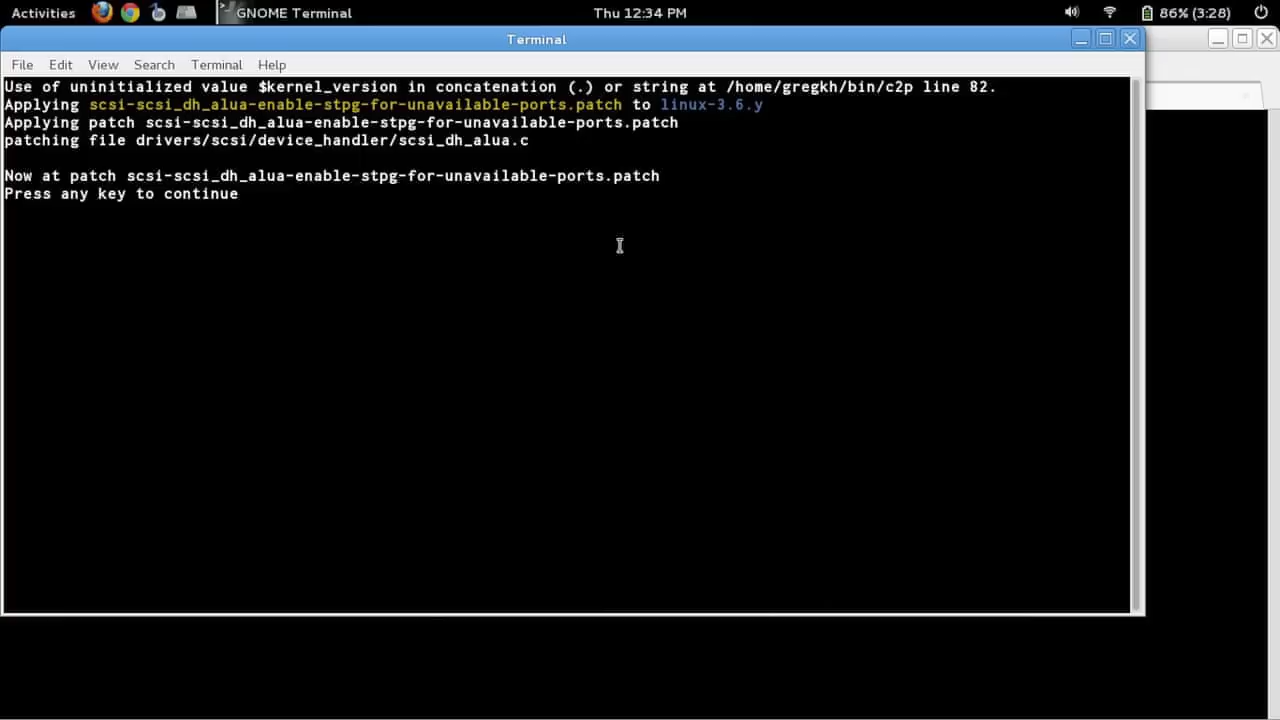 Activities GNOME Terminal Thu 12:34 PM 86% (3:28)
Terminal
File Edit View Search Terminal Help
Use of uninitialized value $kernel_version in concatenation (.) or string at /home/gregkh/bin/c2p line 82.
Applying scsi-scsi_dh_alua-enable-stpg-for-unavailable-ports.patch to linux-3.6.y
Applying patch scsi-scsi_dh_alua-enable-stpg-for-unavailable-ports.patch
patching file drivers/scsi/device_handler/scsi_dh_alua.c
Now at patch scsi-scsi_dh_alua-enable-stpg-for-unavailable-ports.patch
Press any key to continue